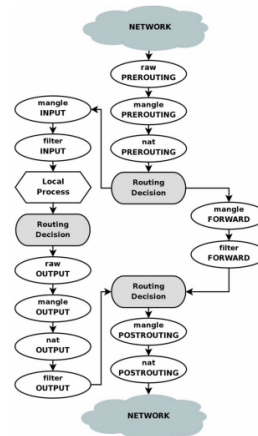 NETWORK
raw
PREROUTING
mangle
PREROUTING
nat
PREROUTING
Routing
Decision
mangle
INPUT
filter
INPUT
Local
Process
Routing
Decision
raw
OUTPUT
mangle
OUTPUT
nat
OUTPUT
filter
OUTPUT
mangle
FORWARD
filter
FORWARD
Routing
Decision
mangle
POSTROUTING
nat
POSTROUTING
NETWORK